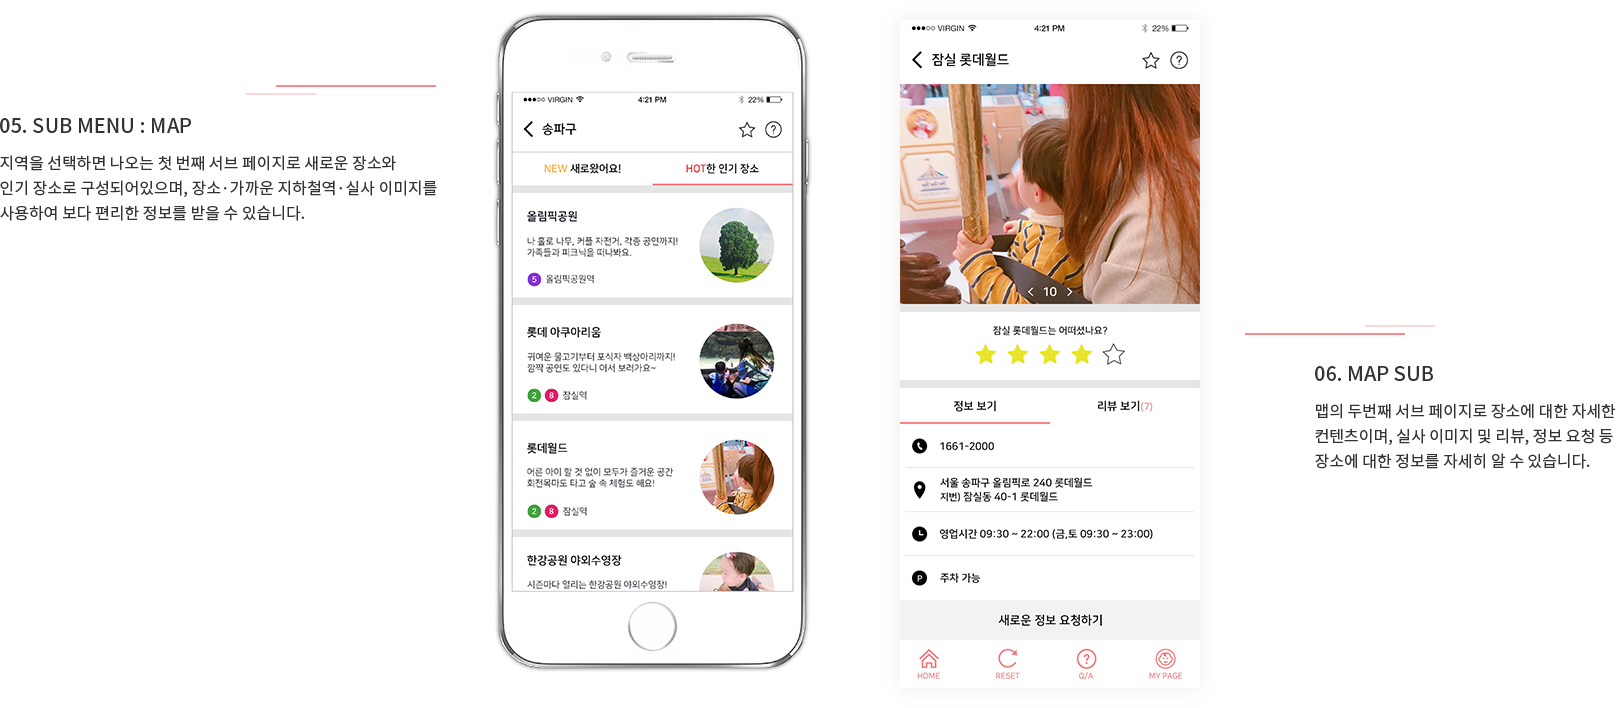 05. SUB MENU : MAP
지역을 선택하면 나오는 첫 번째 서브 페이지로 새로운 장소와
인기 장소로 구성되어있으며, 장소·가까운 지하철역·실사 이미지를
사용하여 보다 편리한 정보를 받을 수 있습니다.
VIRGIN 4:21 PM 22%
송파구 ?
NEW 새로왔어요! HOT한 인기 장소
올림픽공원
나 홀로 나무, 커플 자전거, 각종 공연까지!
가족들과 피크닉을 떠나봐요.
5 올림픽공원역
롯데 아쿠아리움
귀여운 물고기부터 포식자 백상아리까지!
깜짝 공연도 있다니 어서 보러가요~
2 8 잠실역
롯데월드
어른 아이 할 것 없이 모두가 즐거운 공간
회전목마도 타고 숲 속 체험도 해요!
2 8 잠실역
한강공원 야외수영장
시즌마다 열리는 한강공원 야외수영장!
VIRGIN 4:21 PM 22%
잠실 롯데월드 ?
< 10 >
잠실 롯데월드는 어떠셨나요?
정보 보기 리뷰 보기(7)
1661-2000
서울 송파구 올림픽로 240 롯데월드
지번) 잠실동 40-1 롯데월드
영업시간 09:30 ~ 22:00 (금,토 09:30 ~ 23:00)
P 주차 가능
새로운 정보 요청하기
HOME RESET ? Q/A MY PAGE
06. MAP SUB
맵의 두번째 서브 페이지로 장소에 대한 자세한
컨텐츠이며, 실사 이미지 및 리뷰, 정보 요청 등
장소에 대한 정보를 자세히 알 수 있습니다.